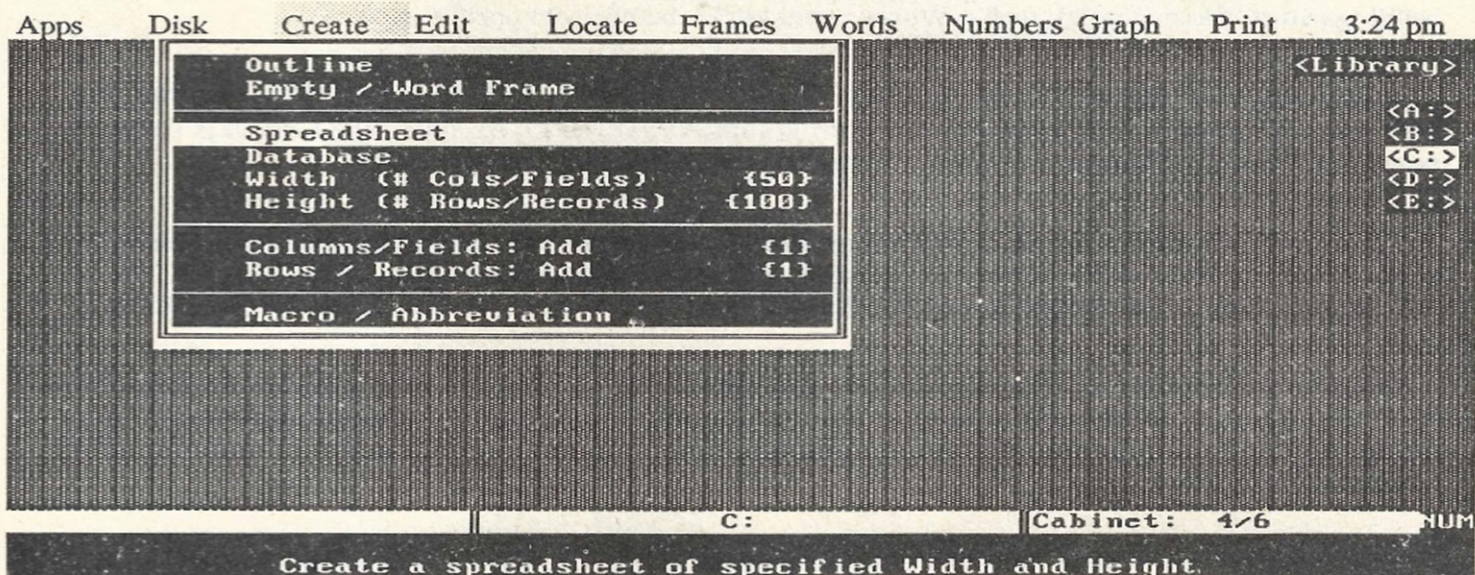 Apps Disk Create Edit Locate Frames Words Numbers Graph Print 3:24 pm
Outline
Empty / Word Frame
Spreadsheet
Database
Width (# Cols/Fields) {50}
Height (# Rows/Records) {100}
Columns/Fields: Add {1}
Rows / Records: Add {1}
Macro / Abbreviation
<Library>
<A:>
<B:>
<C:>
<D:>
<E:>
C: Cabinet: 4/6 NUM
Create a spreadsheet of specified Width and Height.